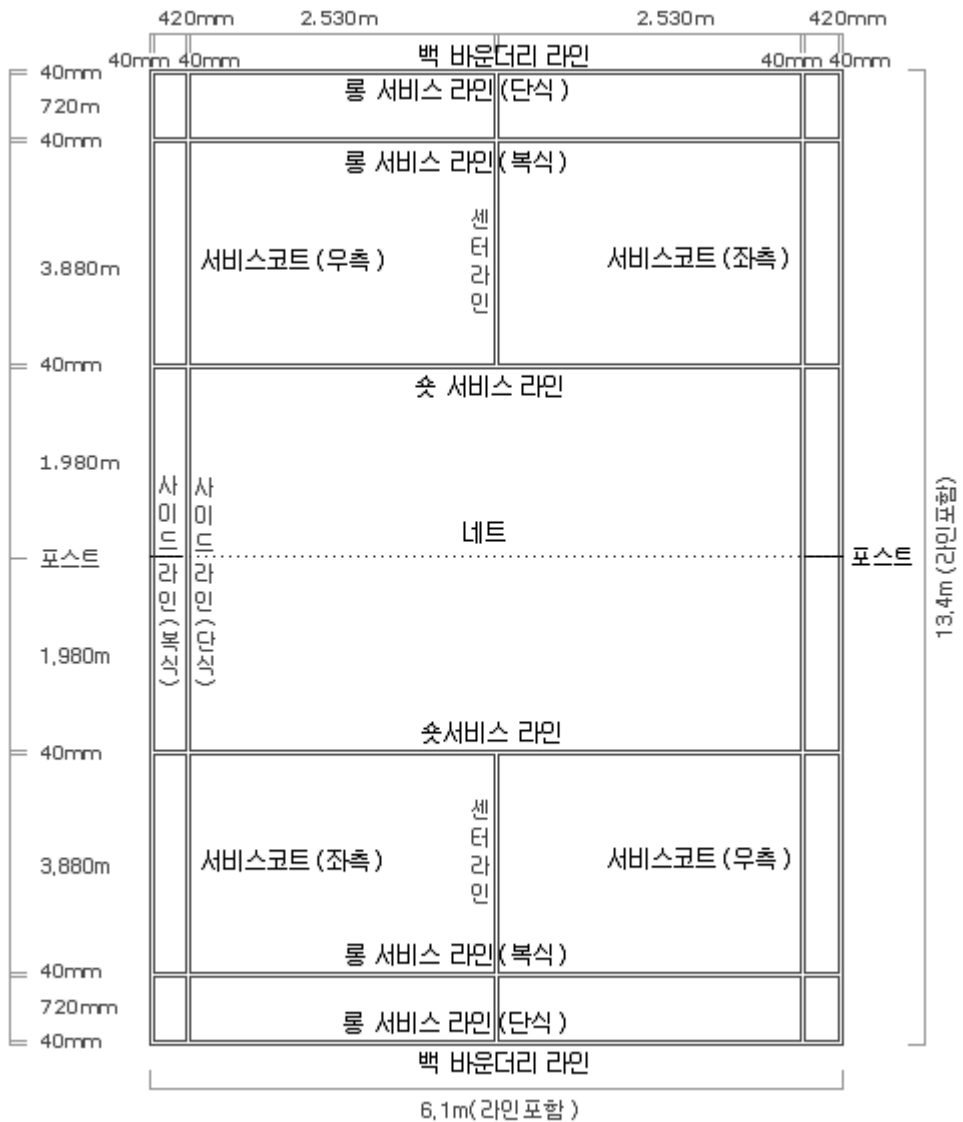 420mm 2.530m 2.530m 420mm
40mm 40mm 백 바운더리 라인 40mm 40mm
40mm
롱 서비스 라인(단식)
720m
40mm
롱 서비스 라인(복식)
센터라인
서비스코트(우측) 서비스코트(좌측)
3.880m
40mm
숏 서비스 라인
1.980m
사이드라인(복식) 사이드라인(단식)
네트
포스트 포스트
13,4m(라인포함)
1,980m
숏서비스 라인
40mm
센터라인
서비스코트(좌측) 서비스코트(우측)
3,880m
롱 서비스 라인(복식)
40mm
720mm
롱 서비스 라인(단식)
40mm
백 바운더리 라인
6,1m(라인포함)